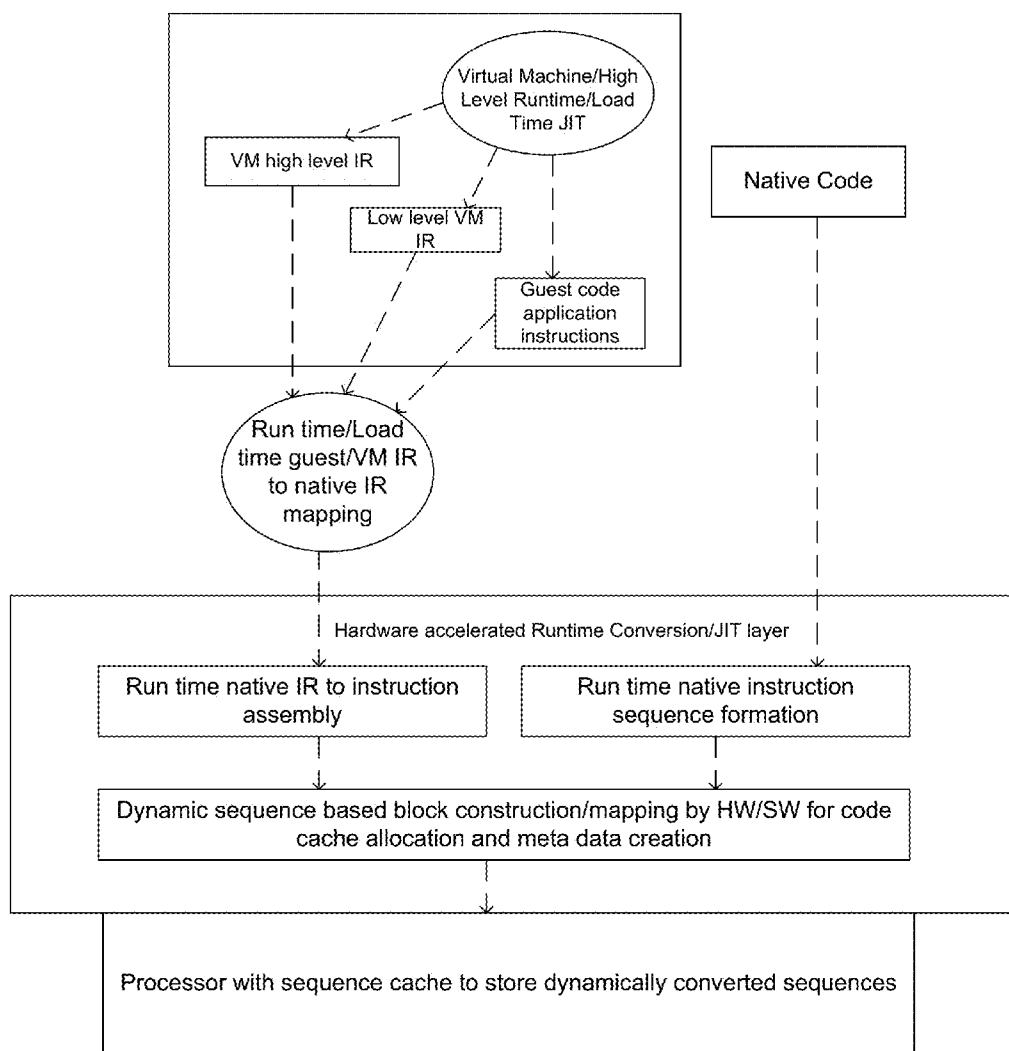 Virtual Machine/High
Level Runtime/Load
Time JIT
VM high level IR
Native Code
Low level VM
IR
Guest code
application
instructions
Run time/Load
time guest/VM IR
to native IR
mapping
Hardware accelerated Runtime Conversion/JIT layer
Run time native IR to instruction
assembly
Run time native instruction
sequence formation
Dynamic sequence based block construction/mapping by HW/SW for code
cache allocation and meta data creation
Processor with sequence cache to store dynamically converted sequences